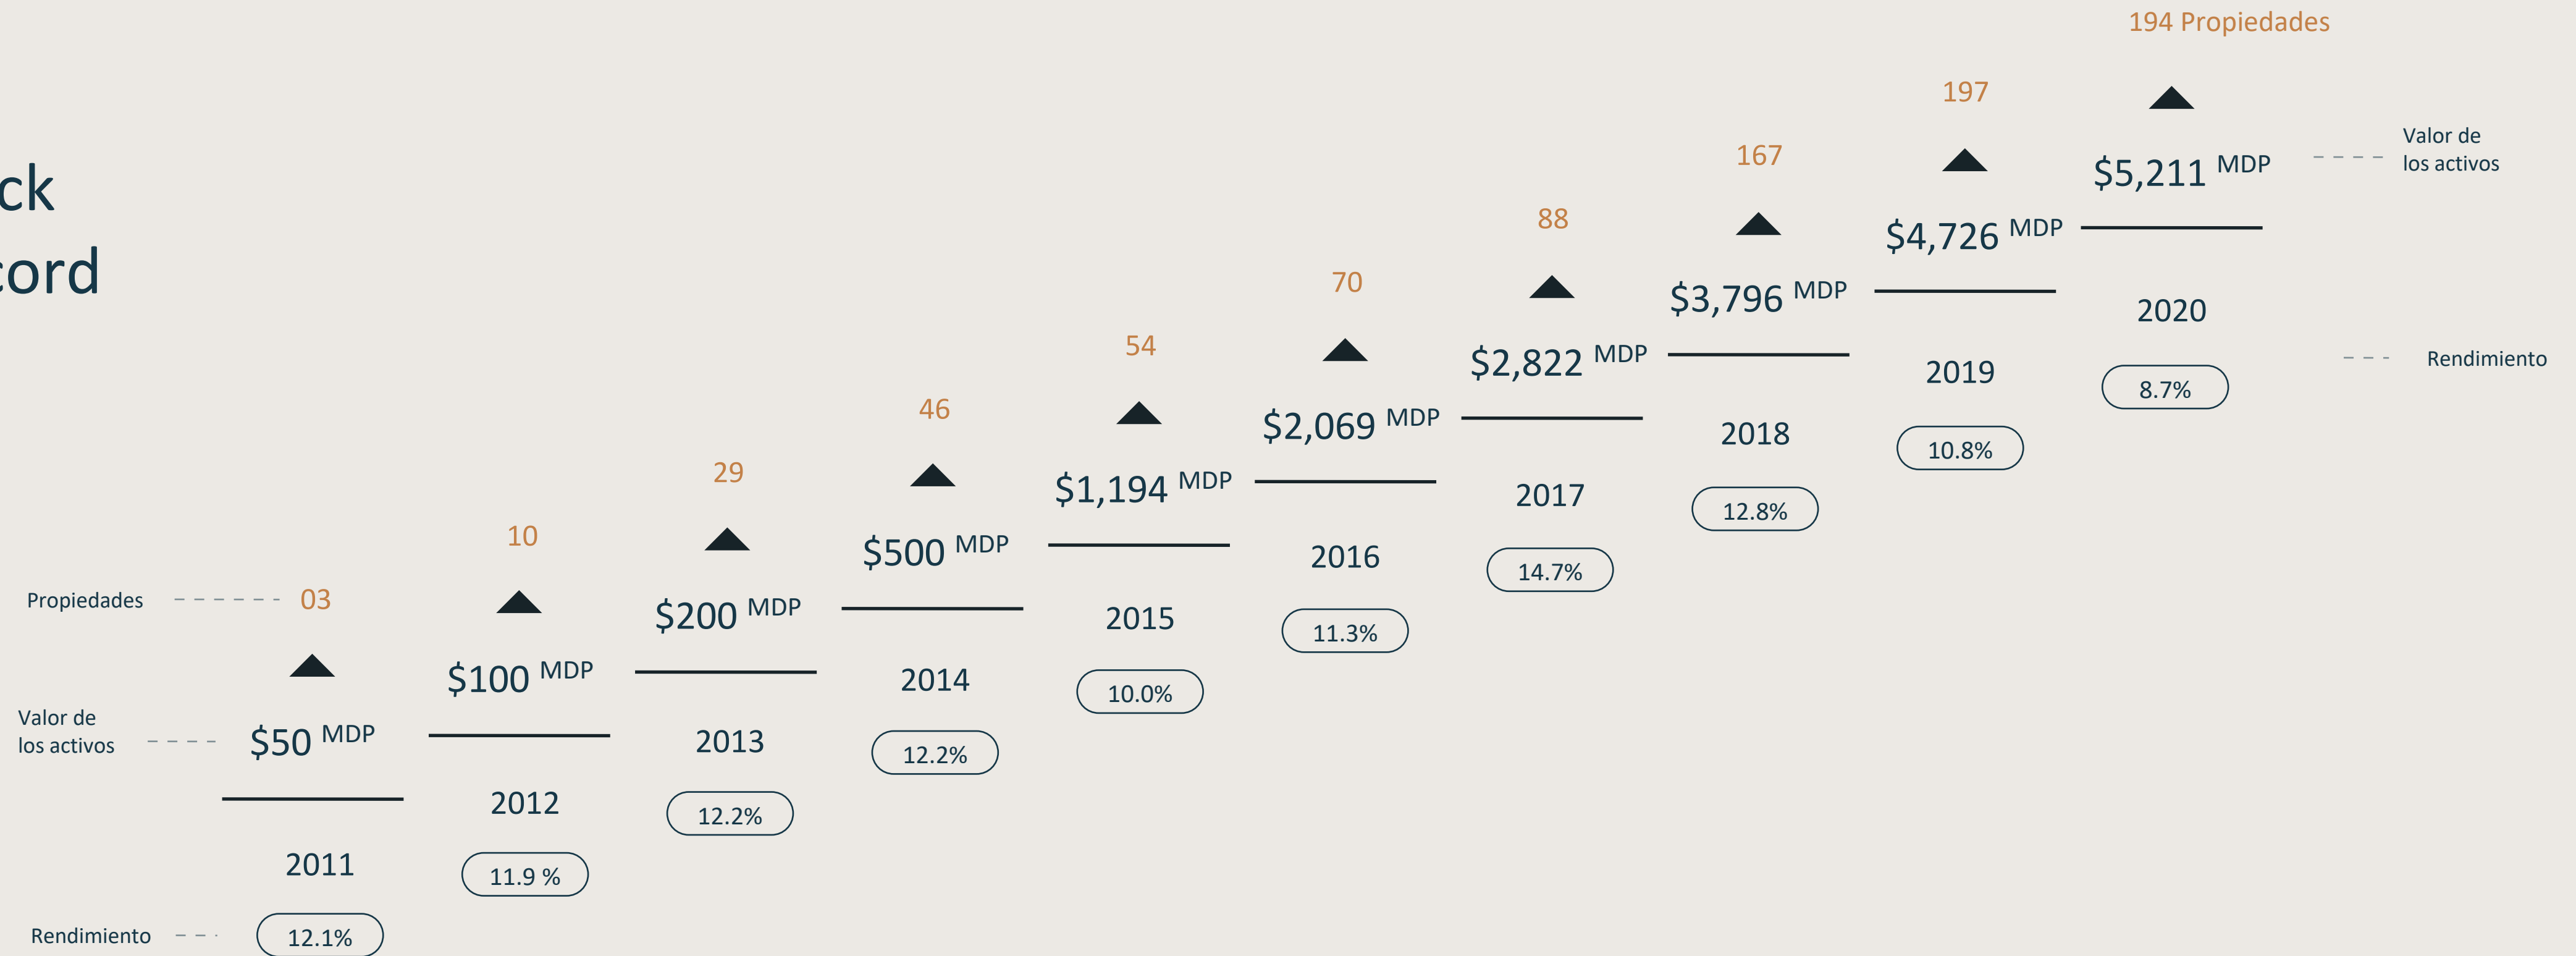 ck
cord
Propiedades
03
$50 MDP
Valor de
los activos
2011
Rendimiento
12.1%
10
$100 MDP
2012
11.9 %
29
$200 MDP
2013
12.2%
46
$500 MDP
2014
12.2%
54
$1,194 MDP
2015
10.0%
70
$2,069 MDP
2016
11.3%
88
$2,822 MDP
2017
14.7%
167
$3,796 MDP
2018
12.8%
197
$4,726 MDP
2019
10.8%
194 Propiedades
$5,211 MDP
2020
8.7%
Valor de
los activos
Rendimiento